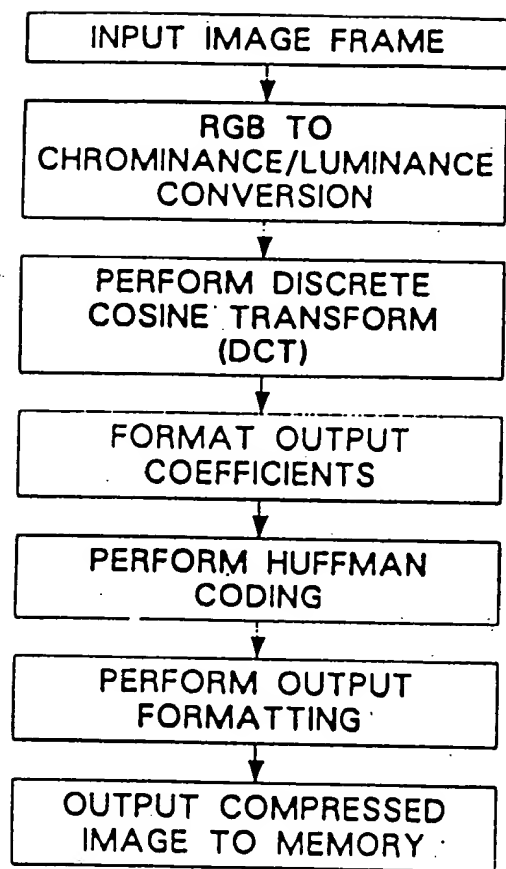 INPUT IMAGE FRAME
RGB TO
CHROMINANCE/LUMINANCE
CONVERSION
PERFORM DISCRETE
COSINE TRANSFORM
(DCT)
FORMAT OUTPUT
COEFFICIENTS
PERFORM HUFFMAN
CODING
PERFORM OUTPUT
FORMATTING
OUTPUT COMPRESSED
IMAGE TO MEMORY